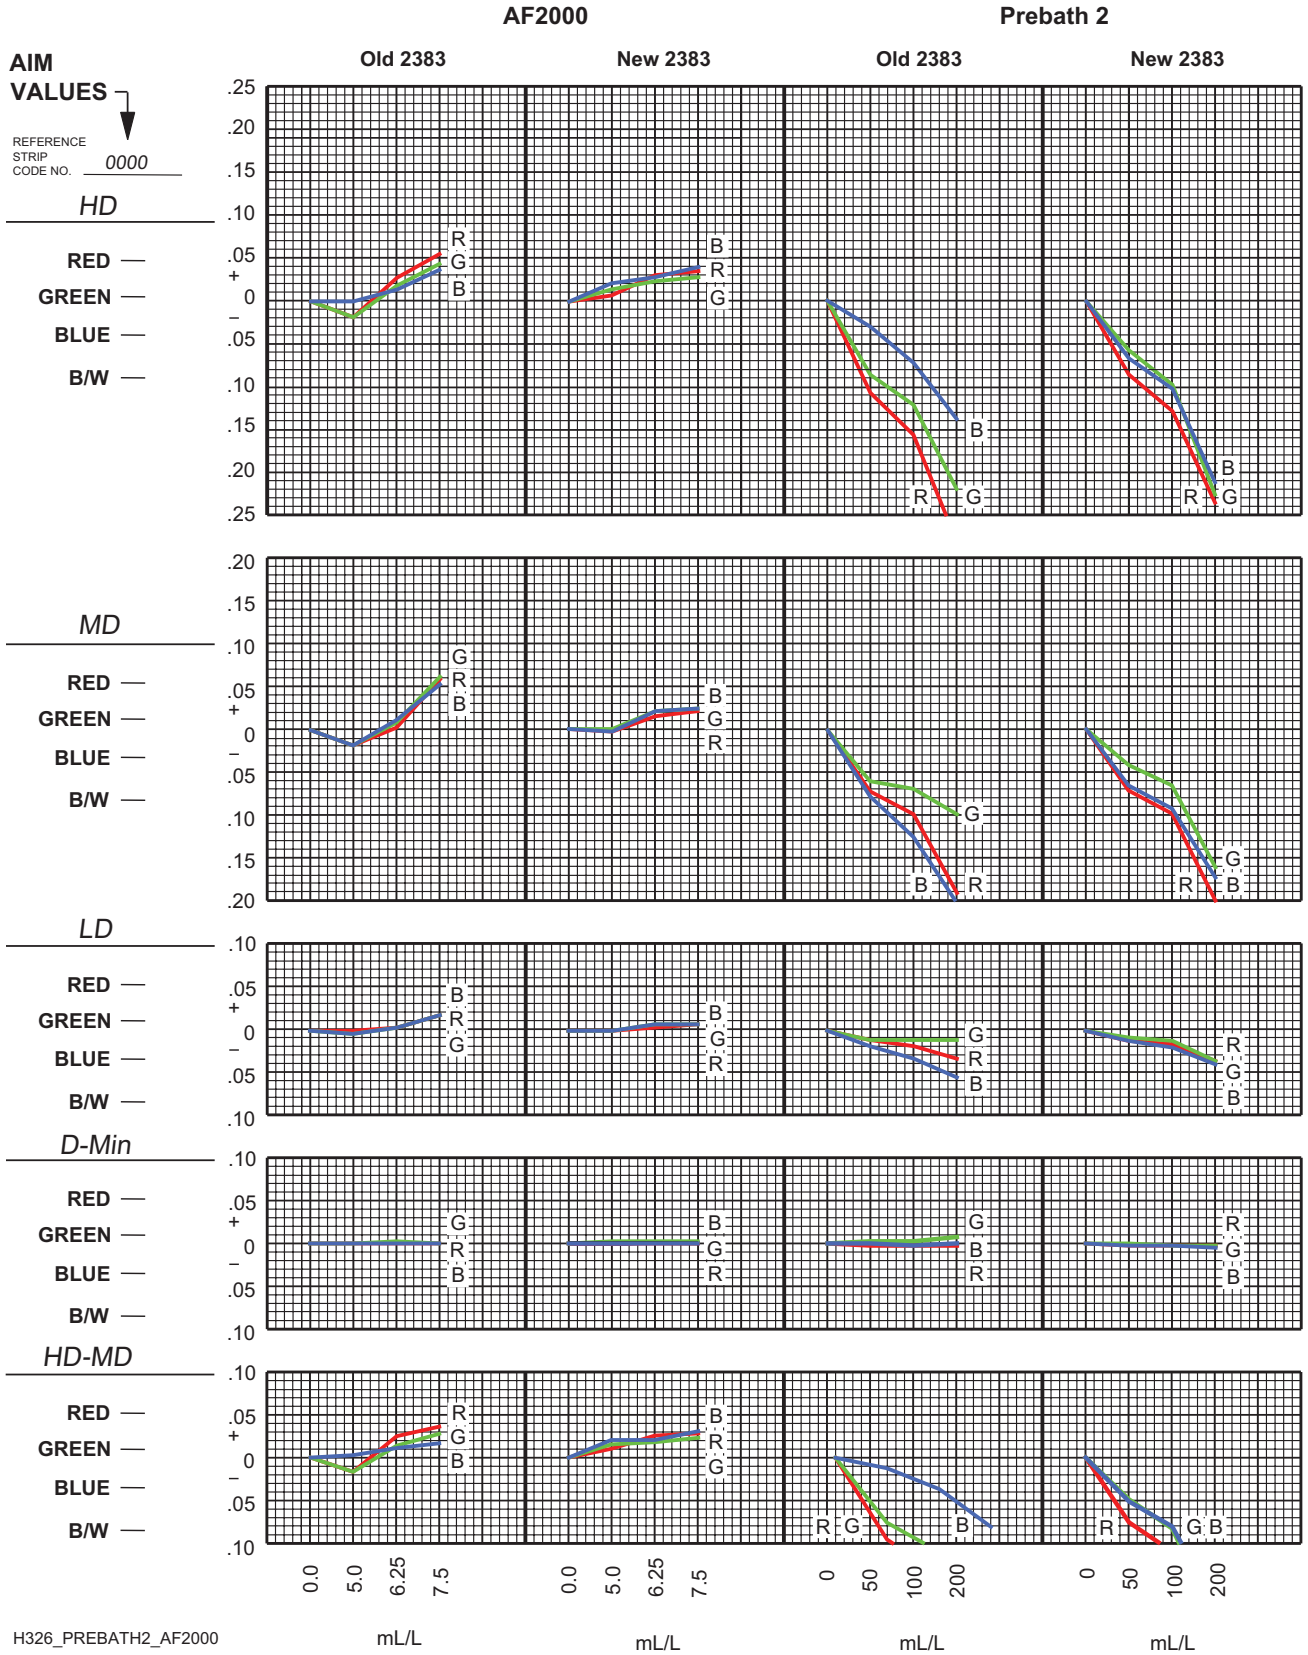 AF2000 Prebath 2
Old 2383 New 2383 Old 2383 New 2383
AIM
VALUES
REFERENCE
STRIP
CODE NO. 0000
HD
RED
GREEN
BLUE
B/W
.25
.20
.15
.10
.05
+
0
–
.05
.10
.15
.20
.25
R
G
B
B
R
G
B
R G
B
R G
MD
RED
GREEN
BLUE
B/W
.20
.15
.10
.05
+
0
–
.05
.10
.15
.20
G
R
B
B
G
R
G
B R
G
R B
LD
RED
GREEN
BLUE
B/W
.10
.05
+
0
–
.05
.10
B
R
G
B
G
R
G
R
B
R
G
B
D-Min
RED
GREEN
BLUE
B/W
.10
.05
+
0
–
.05
.10
G
R
B
B
G
R
G
B
R
R
G
B
HD-MD
RED
GREEN
BLUE
B/W
.10
.05
+
0
–
.05
.10
R
G
B
B
R
G
R G B
R G B
0.0 5.0 6.25 7.5 0.0 5.0 6.25 7.5 0 50 100 200 0 50 100 200
mL/L mL/L mL/L mL/L
H326_PREBATH2_AF2000